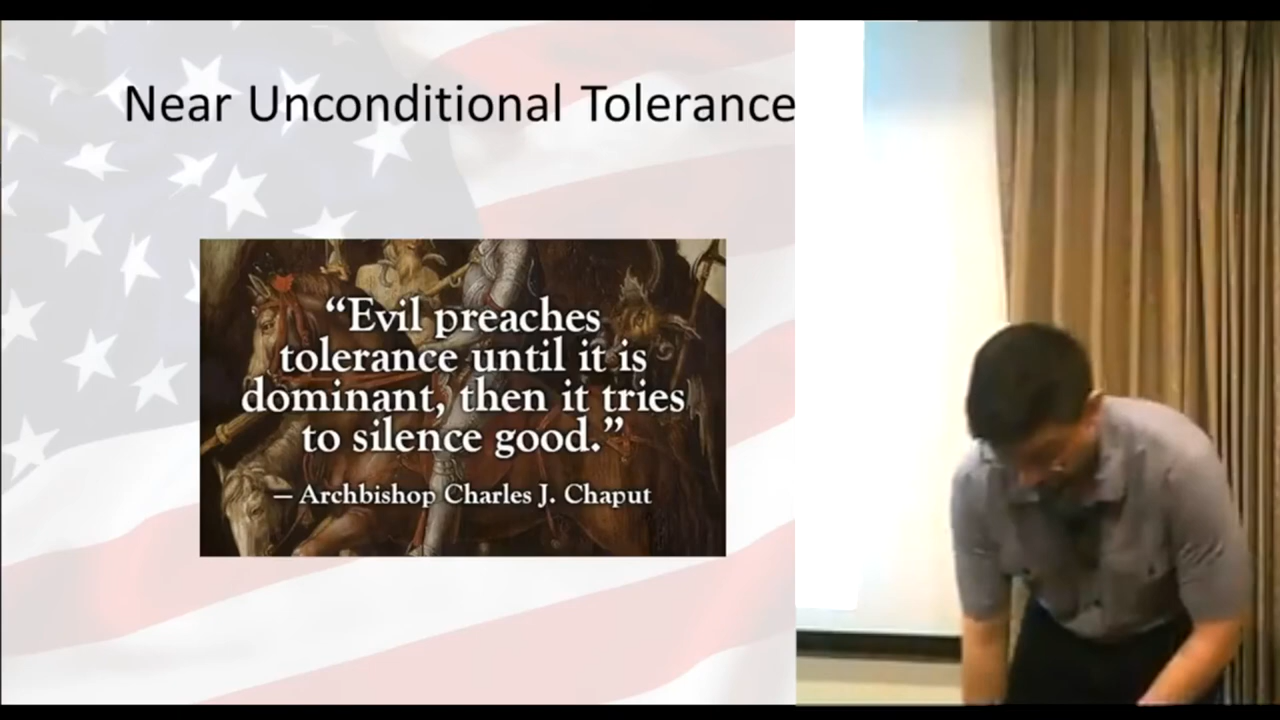 Near Unconditional Tolerance
“Evil preaches
tolerance until it is
dominant, then it tries
to silence good.”
— Archbishop Charles J. Chaput